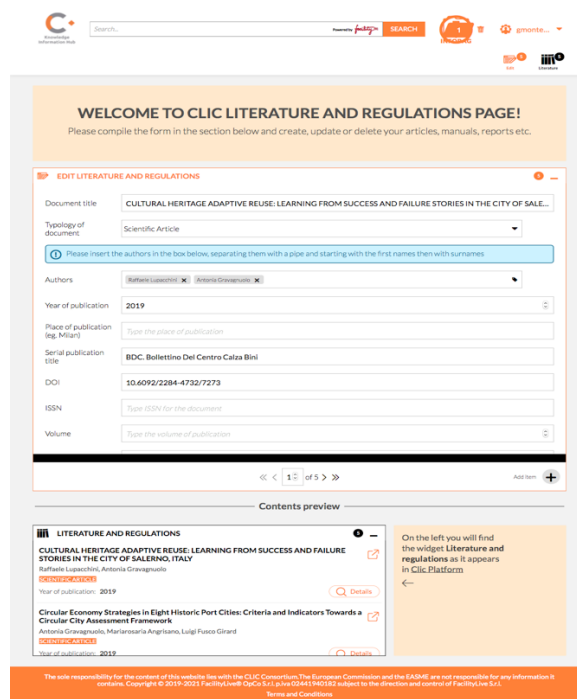 Knowledge
Information Hub
Search..
Powered by
SEARCH
1
gmonte...
5
Edit
5
Literature
WELCOME TO CLIC LITERATURE AND REGULATIONS PAGE!
Please compile the form in the section below and create, update or delete your articles, manuals, reports etc.
EDIT LITERATURE AND REGULATIONS
5
Document title
CULTURAL HERITAGE ADAPTIVE REUSE: LEARNING FROM SUCCESS AND FAILURE STORIES IN THE CITY OF SALE...
Typology of
document
Scientific Article
Please insert the authors in the box below, separating them with a pipe and starting with the first names then with surnames
Authors
Raffaele Lupacchini
Antonia Gravagnuolo
Year of publication
2019
Place of publication
(eg. Milan)
Type the place of publication
Serial publication
title
BDC. Bollettino Del Centro Calza Bini
DOI
10.6092/2284-4732/7273
ISSN
Type ISSN for the document
Volume
Type the volume of publication
1 of 5
Add Item
Contents preview
LITERATURE AND REGULATIONS
5
CULTURAL HERITAGE ADAPTIVE REUSE: LEARNING FROM SUCCESS AND FAILURE
STORIES IN THE CITY OF SALERNO, ITALY
Raffaele Lupacchini, Antonia Gravagnuolo
SCIENTIFIC ARTICLE
Year of publication: 2019
Details
Circular Economy Strategies in Eight Historic Port Cities: Criteria and Indicators Towards a
Circular City Assessment Framework
Antonia Gravagnuolo, Mariarosaria Angrisano, Luigi Fusco Girard
SCIENTIFIC ARTICLE
Year of publication: 2019
Details
On the left you will find
the widget Literature and
regulations as it appears
in Clic Platform
The sole responsibility for the content of this website lies with the CLIC Consortium.The European Commission and the EASME are not responsible for any information it
contains. Copyright © 2019-2021 FacilityLive® OpCo S.r.l. p.iva 02441940182 subject to the direction and control of FacilityLive S.r.l.
Terms and Conditions